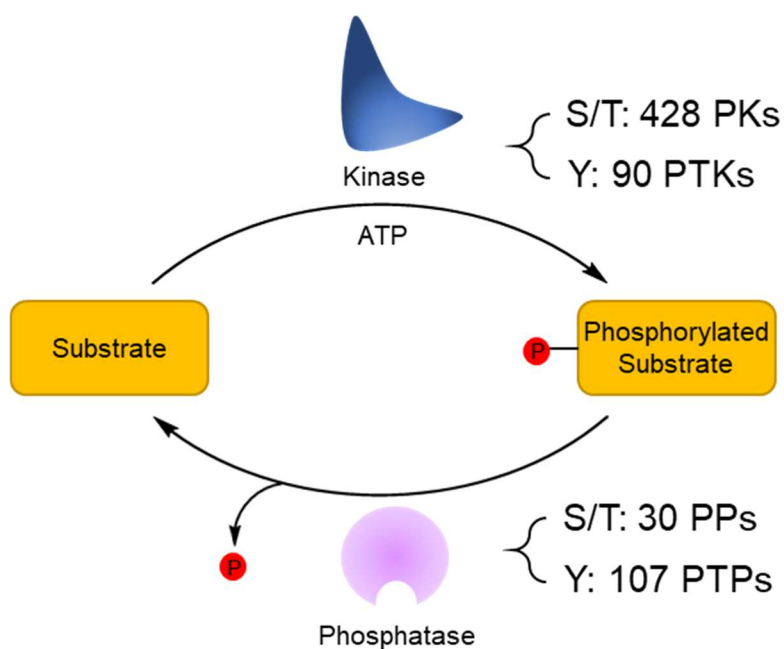 S/T: 428 PKs
Kinase
Y: 90 PTKs
ATP
Substrate
P
Phosphorylated
Substrate
S/T: 30 PPs
P
Y: 107 PTPs
Phosphatase